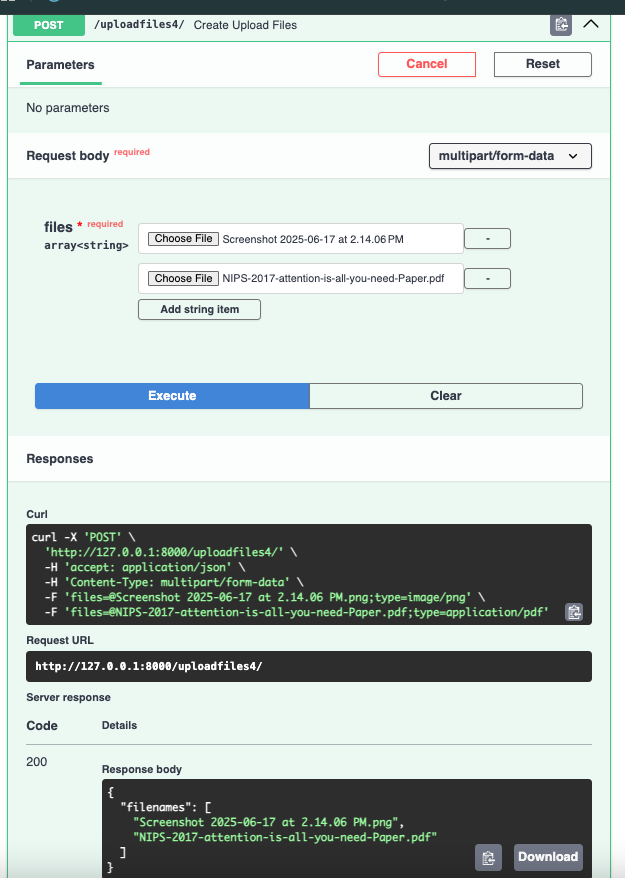 POST /uploadfiles4/ Create Upload Files
Parameters Cancel Reset
No parameters
Request body required multipart/form-data
files * required
array<string>
Choose File Screenshot 2025-06-17 at 2.14.06 PM -
Choose File NIPS-2017-attention-is-all-you-need-Paper.pdf -
Add string item
Execute Clear
Responses
Curl
curl -X 'POST' \
'http://127.0.0.1:8000/uploadfiles4/' \
-H 'accept: application/json' \
-H 'Content-Type: multipart/form-data' \
-F 'files=@Screenshot 2025-06-17 at 2.14.06 PM.png;type=image/png' \
-F 'files=@NIPS-2017-attention-is-all-you-need-Paper.pdf;type=application/pdf'
Request URL
http://127.0.0.1:8000/uploadfiles4/
Server response
Code Details
200
Response body
{
"filenames": [
"Screenshot 2025-06-17 at 2.14.06 PM.png",
"NIPS-2017-attention-is-all-you-need-Paper.pdf"
]
}
Download